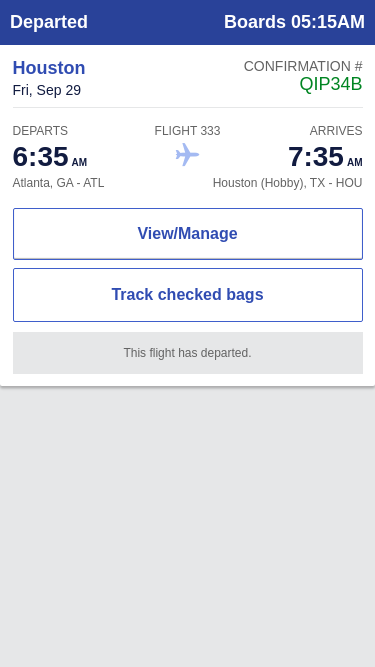 Departed Boards 05:15AM
Houston CONFIRMATION #
Fri, Sep 29 QIP34B
DEPARTS FLIGHT 333 ARRIVES
6:35 AM 7:35 AM
Atlanta, GA - ATL Houston (Hobby), TX - HOU
View/Manage
Track checked bags
This flight has departed.